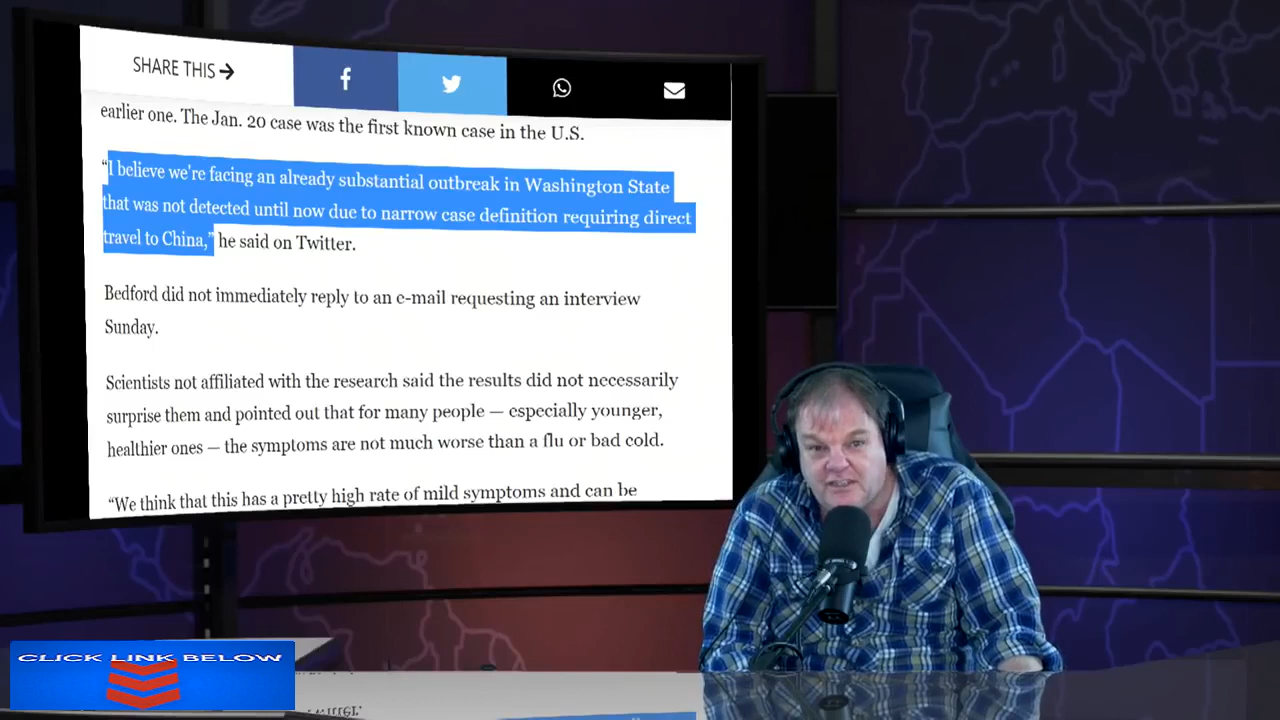 SHARE THIS →
earlier one. The Jan. 20 case was the first known case in the U.S.
“I believe we're facing an already substantial outbreak in Washington State
that was not detected until now due to narrow case definition requiring direct
travel to China,” he said on Twitter.
Bedford did not immediately reply to an e-mail requesting an interview
Sunday.
Scientists not affiliated with the research said the results did not necessarily
surprise them and pointed out that for many people — especially younger,
healthier ones — the symptoms are not much worse than a flu or bad cold.
“We think that this has a pretty high rate of mild symptoms and can be
CLICK LINK BELOW